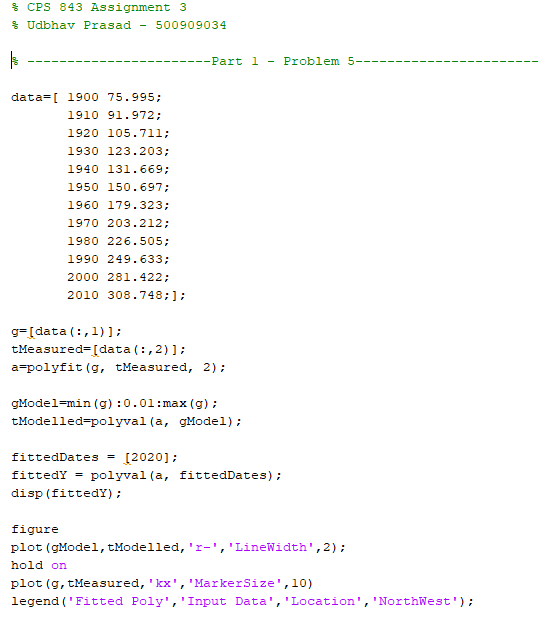 % CPS 843 Assignment 3
% Udbhav Prasad - 500909034
% -----------------------Part 1 - Problem 5-----------------------
data=[ 1900 75.995;
1910 91.972;
1920 105.711;
1930 123.203;
1940 131.669;
1950 150.697;
1960 179.323;
1970 203.212;
1980 226.505;
1990 249.633;
2000 281.422;
2010 308.748;];
g=[data(:,1)];
tMeasured=[data(:,2)];
a=polyfit(g, tMeasured, 2);
gModel=min(g):0.01:max(g);
tModelled=polyval(a, gModel);
fittedDates = [2020];
fittedY = polyval(a, fittedDates);
disp(fittedY);
figure
plot(gModel,tModelled,'r-','LineWidth',2);
hold on
plot(g,tMeasured,'kx','MarkerSize',10)
legend('Fitted Poly','Input Data','Location','NorthWest');